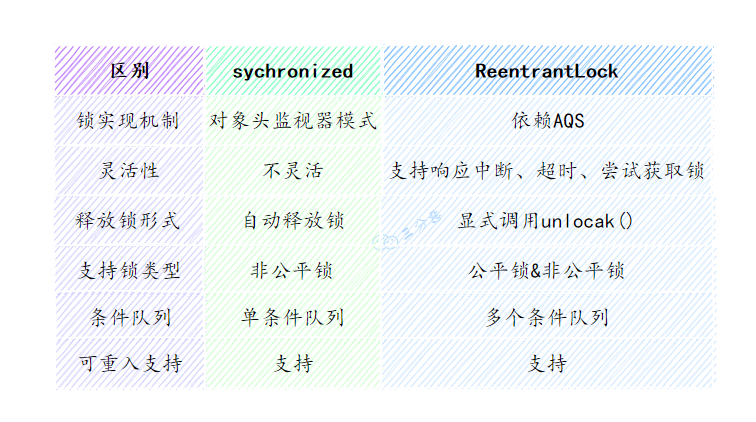 区别 sychronized ReentrantLock
锁实现机制 对象头监视器模式 依赖AQS
灵活性 不灵活 支持响应中断、超时、尝试获取锁
释放锁形式 自动释放锁 显式调用unlocak()
支持锁类型 非公平锁 公平锁&非公平锁
条件队列 单条件队列 多个条件队列
可重入支持 支持 支持
三分恶